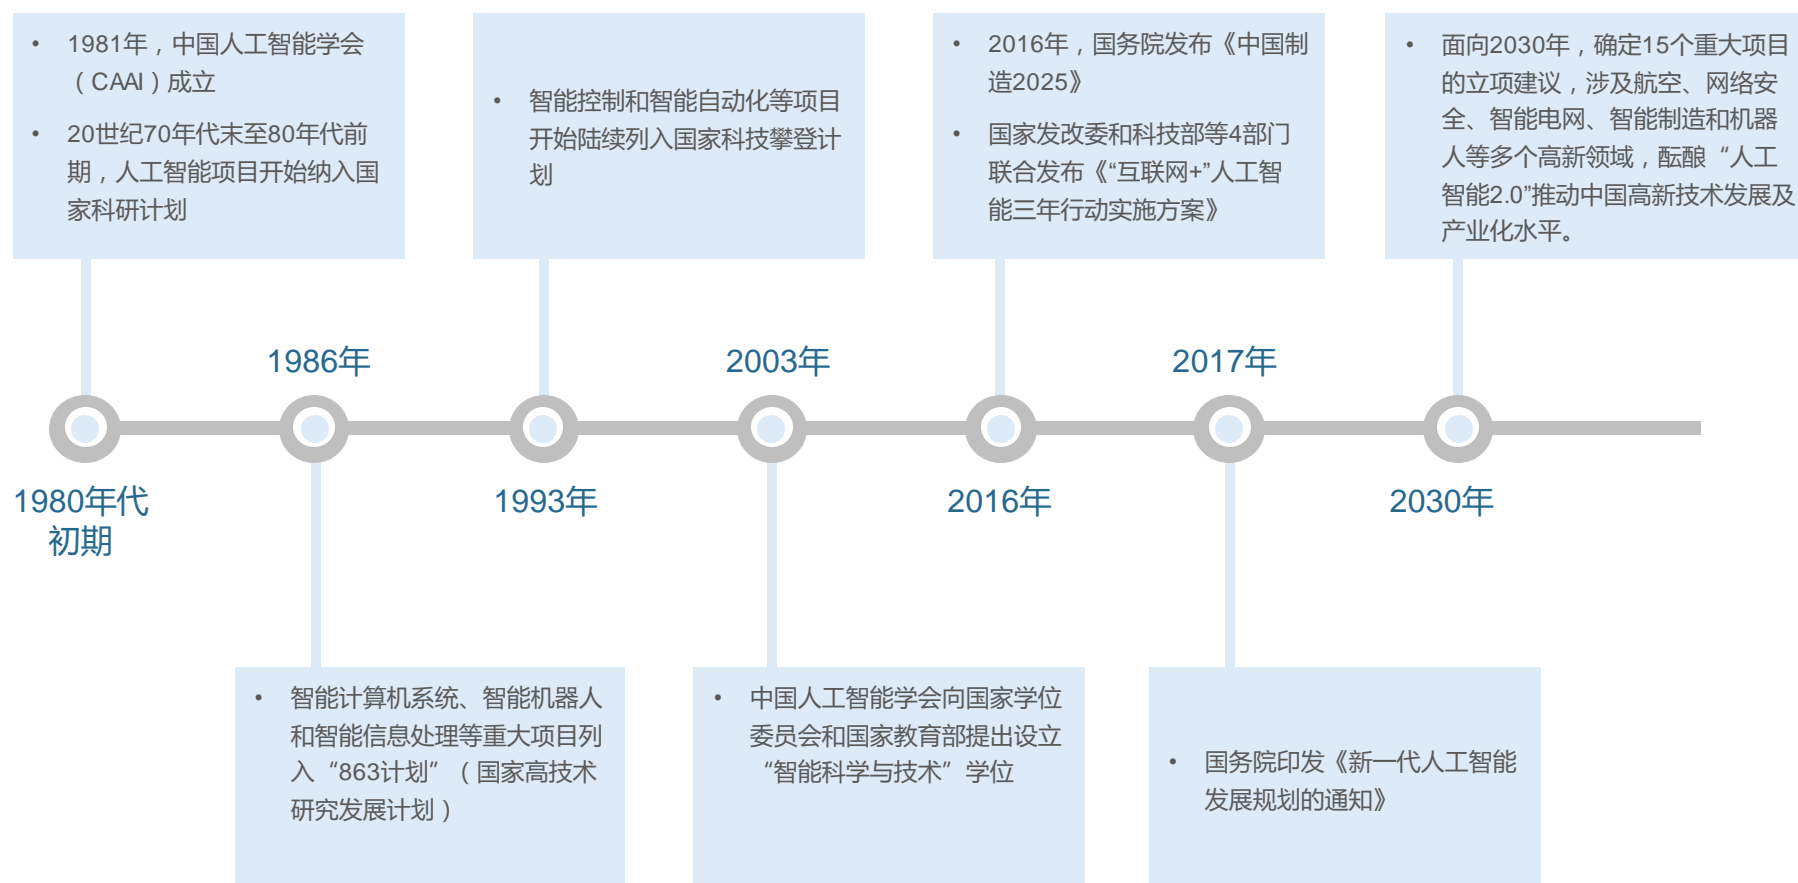 • 1981年，中国人工智能学会
（CAAI）成立
• 20世纪70年代末至80年代前
期，人工智能项目开始纳入国
家科研计划
• 智能控制和智能自动化等项目
开始陆续列入国家科技攀登计
划
• 2016年，国务院发布《中国制
造2025》
• 国家发改委和科技部等4部门
联合发布《“互联网+”人工智
能三年行动实施方案》
• 面向2030年，确定15个重大项目
的立项建议，涉及航空、网络安
全、智能电网、智能制造和机器
人等多个高新领域，酝酿“人工
智能2.0”推动中国高新技术发展及
产业化水平。
1986年
2003年
2017年
1980年代
初期
1993年
2016年
2030年
• 智能计算机系统、智能机器人
和智能信息处理等重大项目列
入“863计划”（国家高技术
研究发展计划）
• 中国人工智能学会向国家学位
委员会和国家教育部提出设立
“智能科学与技术”学位
• 国务院印发《新一代人工智能
发展规划的通知》